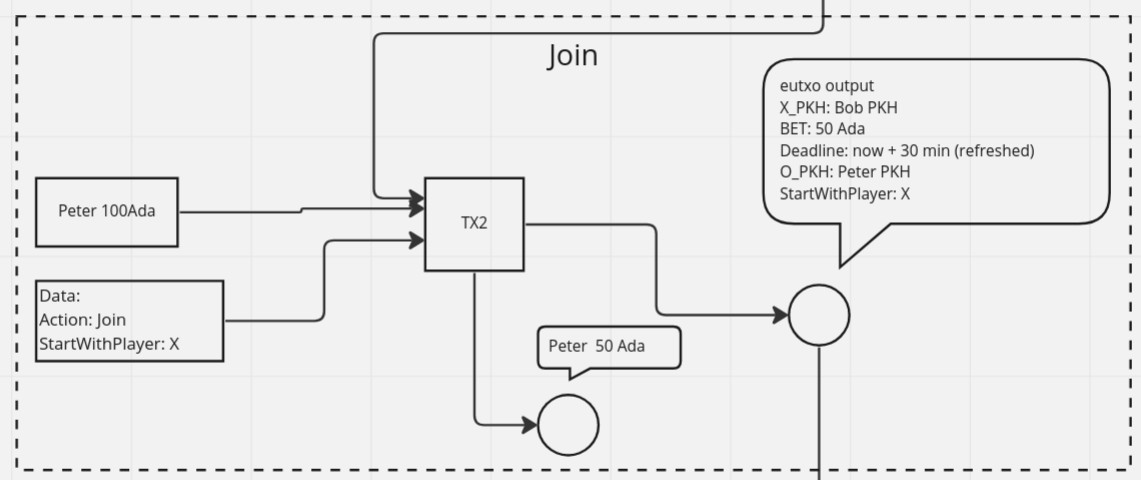 Join
eutxo output
X_PKH: Bob PKH
BET: 50 Ada
Deadline: now + 30 min (refreshed)
O_PKH: Peter PKH
StartWithPlayer: X
Peter 100Ada
TX2
Data:
Action: Join
StartWithPlayer: X
Peter  50 Ada